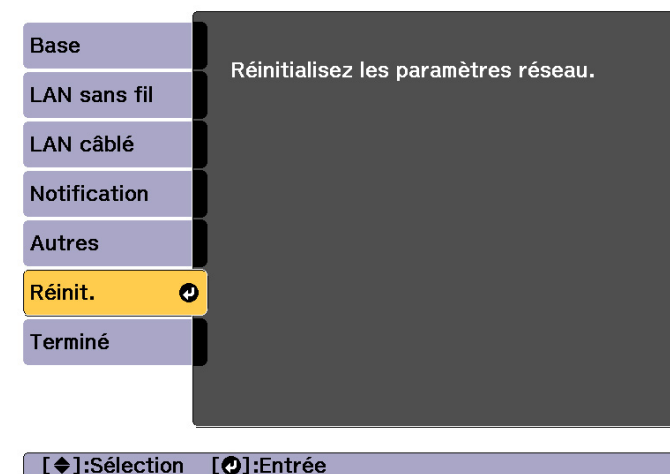 Base
Réinitialisez les paramètres réseau.
LAN sans fil
LAN câblé
Notification
Autres
Réinit.
Terminé
[◆]:Sélection [↵]:Entrée